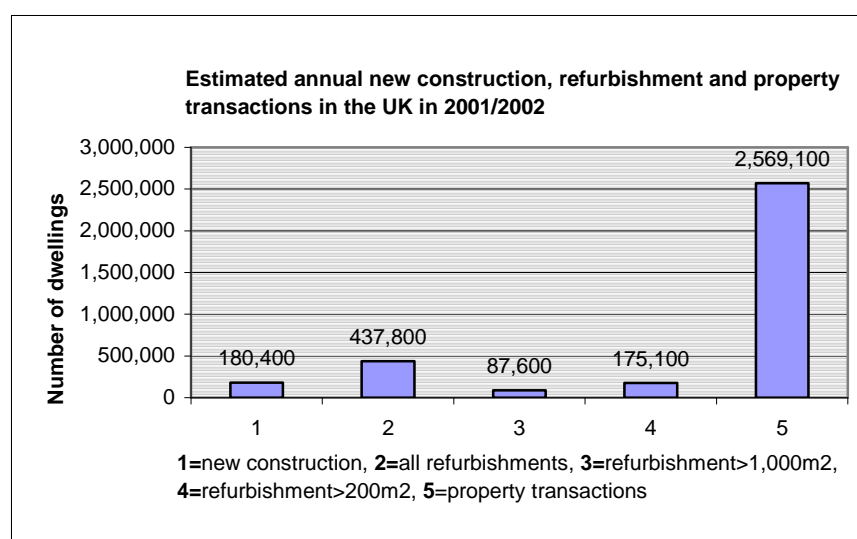 Estimated annual new construction, refurbishment and property
transactions in the UK in 2001/2002
Number of dwellings
3,000,000
2,500,000
2,000,000
1,500,000
1,000,000
500,000
0
180,400
437,800
87,600
175,100
2,569,100
1 2 3 4 5
1=new construction, 2=all refurbishments, 3=refurbishment>1,000m2,
4=refurbishment>200m2, 5=property transactions